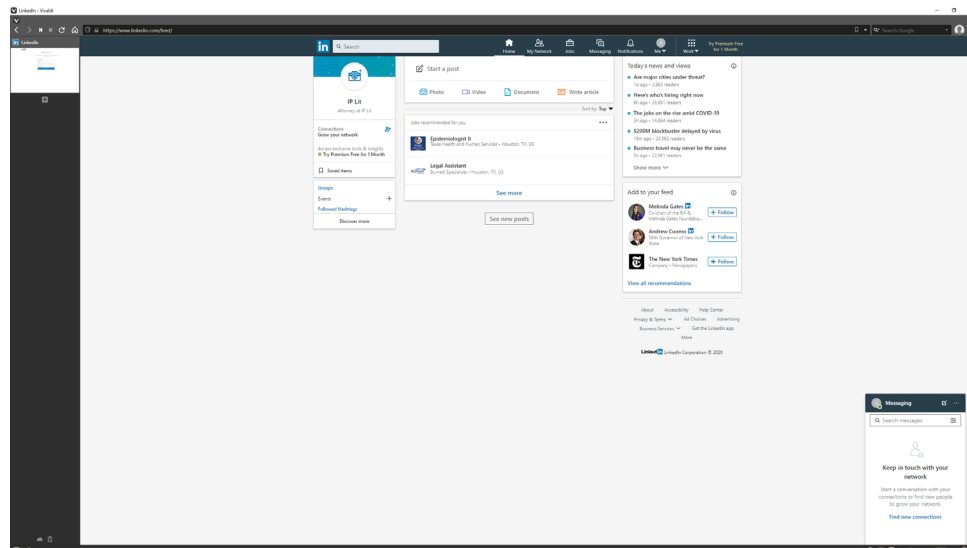 LinkedIn - Vivaldi
https://www.linkedin.com/feed/
Search Google
LinkedIn
in
Search
Home
My Network
Jobs
Messaging
Notifications
Me
Work
Try Premium Free
for 1 Month
IP Lit
Attorney at IP Lit
Connections
Grow your network
Access exclusive tools & insights
Try Premium Free for 1 Month
Saved items
Groups
Events
+
Followed Hashtags
Discover more
Start a post
Photo
Video
Document
Write article
Sort by: Top
Jobs recommended for you
Epidemiologist II
Texas Health and Human Services • Houston, TX, US
Legal Assistant
Burnett Specialists • Houston, TX, US
See more
See new posts
Today's news and views
Are major cities under threat?
1d ago • 5,863 readers
Here's who's hiring right now
The jobs on the rise amid COVID-19
$200M blockbuster delayed by virus
Business travel may never be the same
Show more
Add to your feed
Melinda Gates in
Co-chair of the Bill &
Melinda Gates Foundatio...
+ Follow
Andrew Cuomo in
56th Governor of New York
State
+ Follow
The New York Times
Company • Newspapers
+ Follow
View all recommendations
About Accessibility Help Center
Privacy & Terms Ad Choices Advertising
Business Services Get the LinkedIn app
More
LinkedIn LinkedIn Corporation © 2020
Messaging
Search messages
Keep in touch with your
network
Start a conversation with your
connections or find new people
to grow your network.
Find new connections